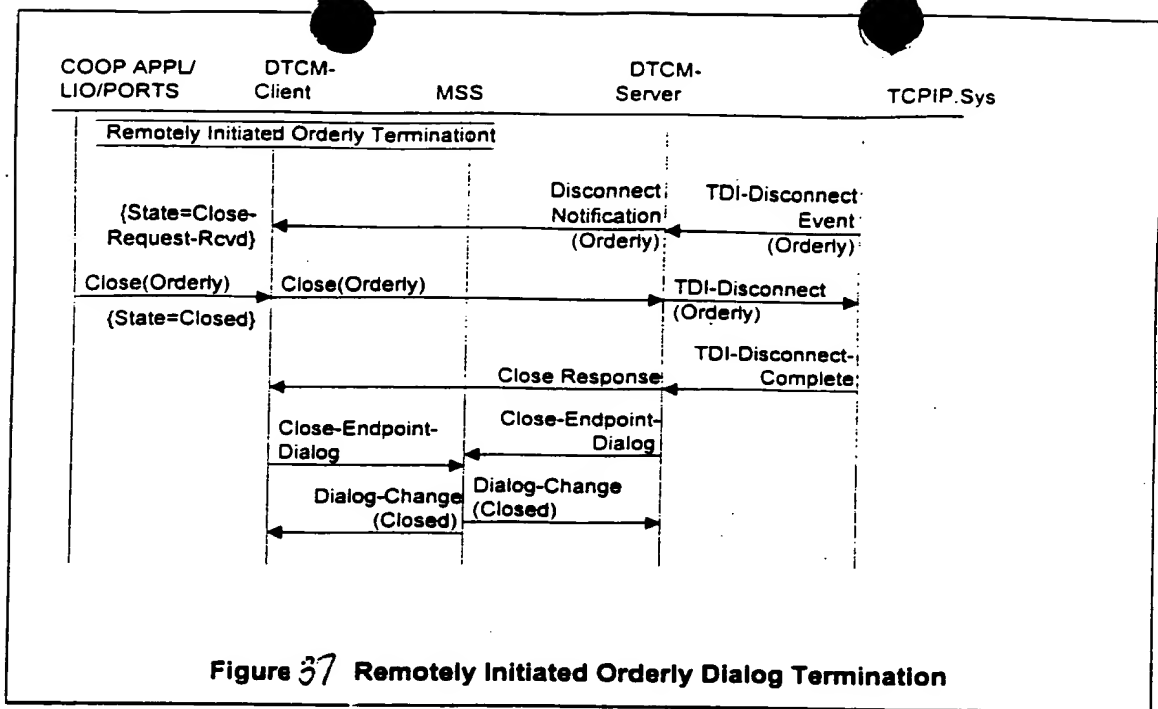 COOP APPL/
LIO/PORTS
DTCM-
Client
MSS
DTCM-
Server
TCPIP.Sys
Remotely Initiated Orderly Terminationt
Disconnect
Notification
(Orderly)
TDI-Disconnect
Event
(Orderly)
{State=Close-
Request-Rcvd}
Close(Orderly)
{State=Closed}
Close(Orderly)
TDI-Disconnect
(Orderly)
TDI-Disconnect-
Complete
Close Response
Close-Endpoint-
Dialog
Close-Endpoint-
Dialog
Dialog-Change
(Closed)
Dialog-Change
(Closed)
Figure 37 Remotely Initiated Orderly Dialog Termination